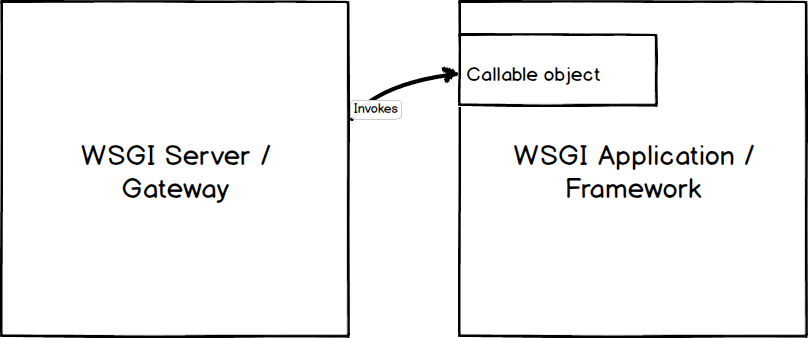 WSGI Server /
Gateway
Invokes
Callable object
WSGI Application /
Framework